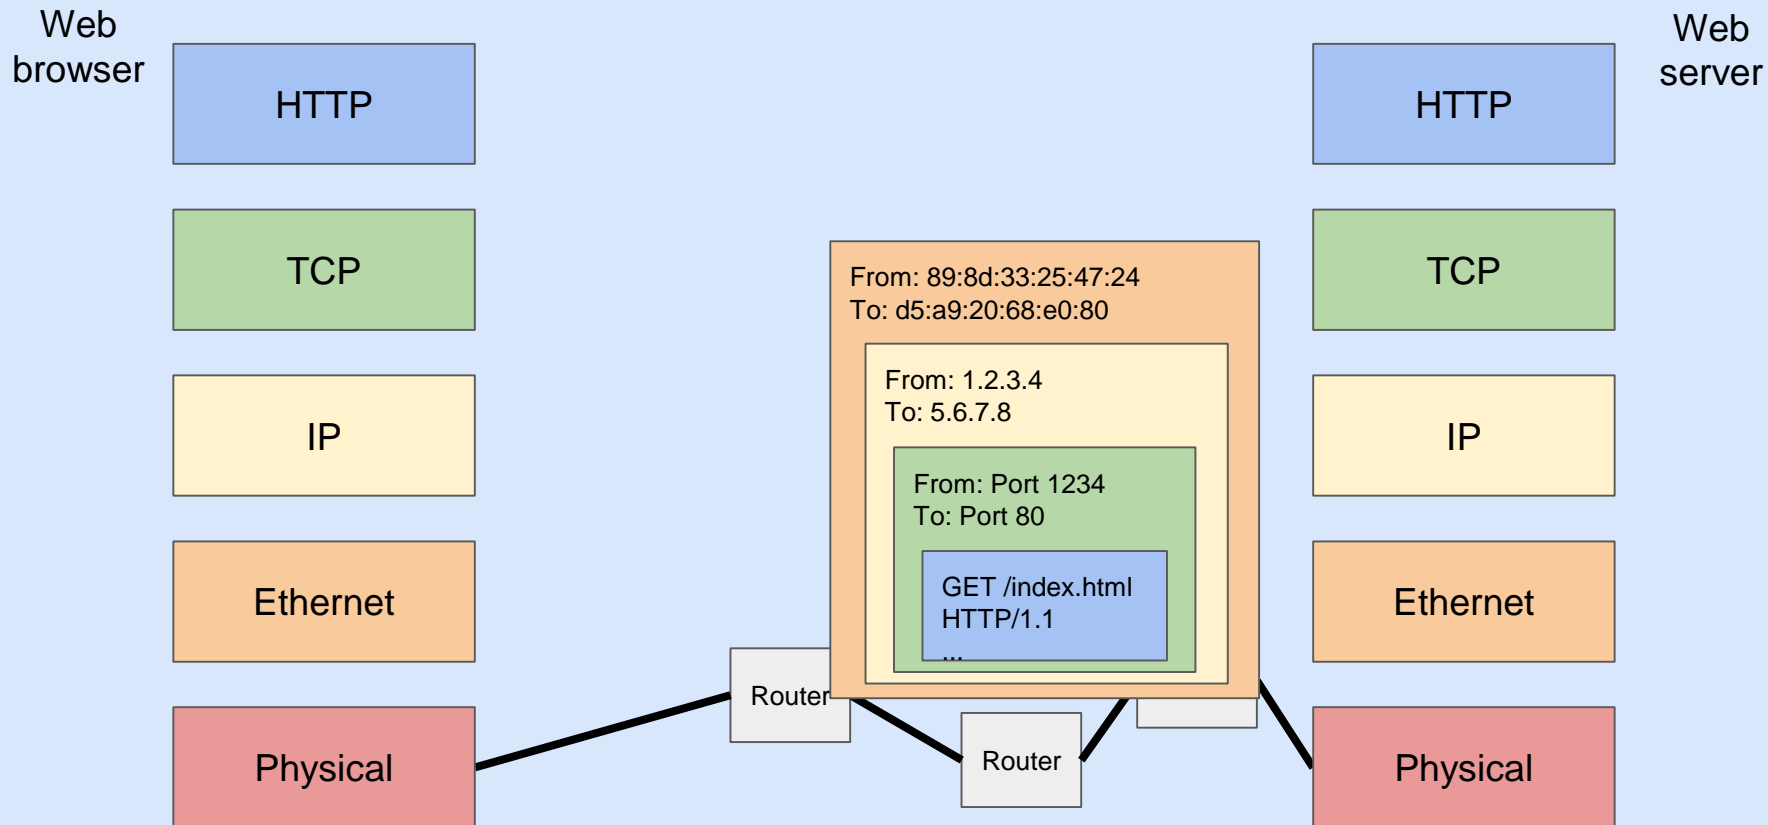 Web
browser
HTTP
TCP
IP
Ethernet
Physical
From: 89:8d:33:25:47:24
To: d5:a9:20:68:e0:80
From: 1.2.3.4
To: 5.6.7.8
From: Port 1234
To: Port 80
GET /index.html
HTTP/1.1
...
Router
Router
Web
server
HTTP
TCP
IP
Ethernet
Physical